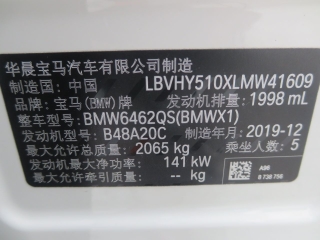 华晨宝马汽车有限公司制造
制造国: 中国 LBVHY510XLMW41609
品牌: 宝马(BMW)牌 发动机排量: 1998 mL
整车型号: BMW6462QS(BMWX1)
发动机型号: B48A20C 制造年月: 2019-12
最大允许总质量: 2065 kg 乘坐人数: 5
发动机最大净功率: 141 kW
最大允许牵引质量: - kg
A96